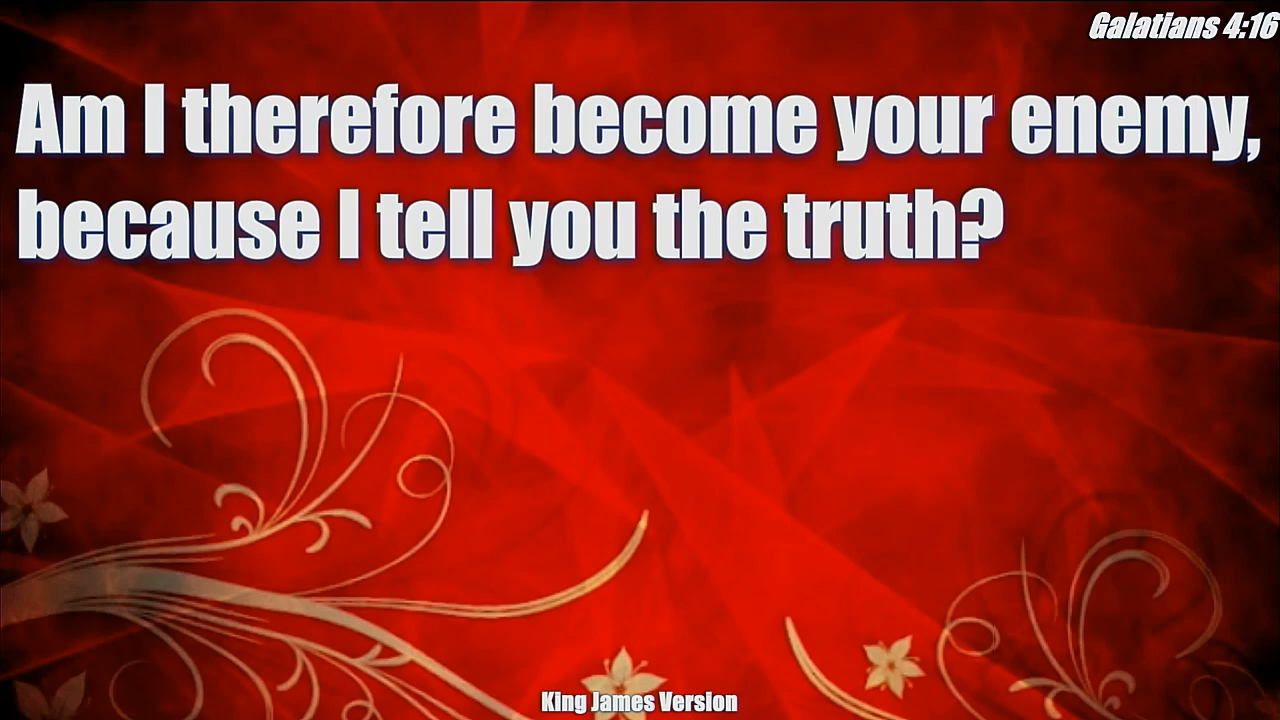 Galatians 4:16
Am I therefore become your enemy,
because I tell you the truth?
King James Version